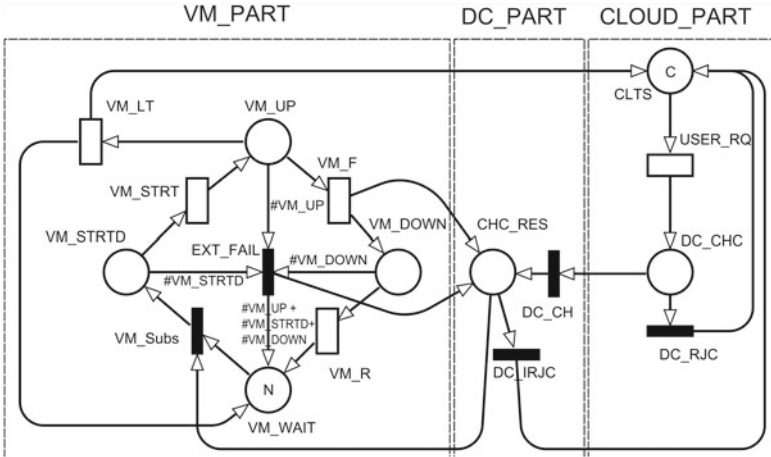 VM_PART
DC_PART
CLOUD_PART
C
CLTS
VM_LT
VM_UP
USER_RQ
VM_F
VM_STRT
#VM_UP
VM_STRTD
VM_DOWN
CHC_RES
DC_CHC
EXT_FAIL
#VM_DOWN
#VM_STRTD
DC_CH
#VM_UP +
#VM_STRTD+
#VM_DOWN
VM_Subs
VM_R
DC_IRJC
DC_RJC
N
VM_WAIT